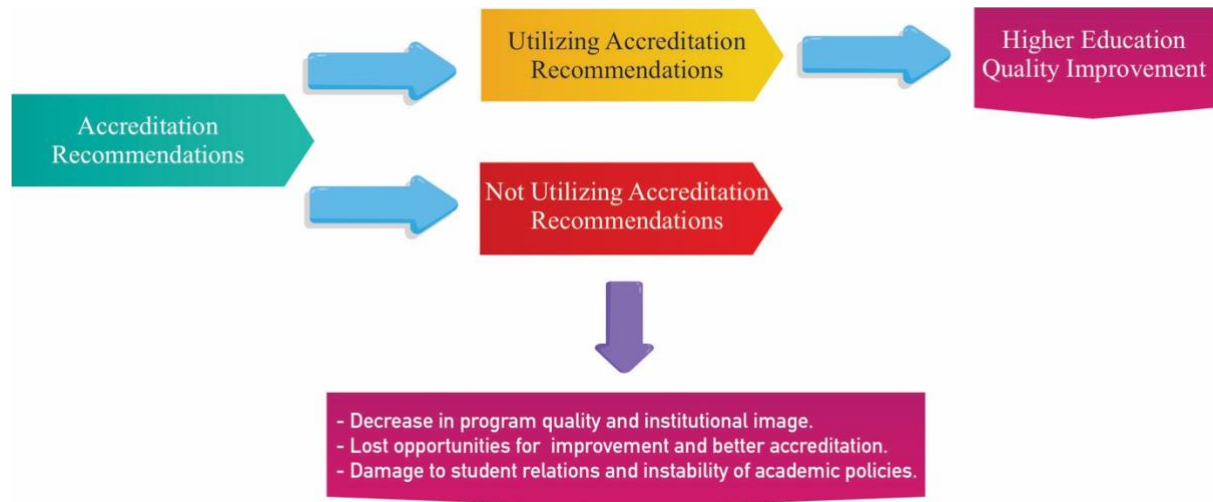 Accreditation
Recommendations
Utilizing Accreditation
Recommendations
Higher Education
Quality Improvement
Not Utilizing Accreditation
Recommendations
- Decrease in program quality and institutional image.
- Lost opportunities for improvement and better accreditation.
- Damage to student relations and instability of academic policies.